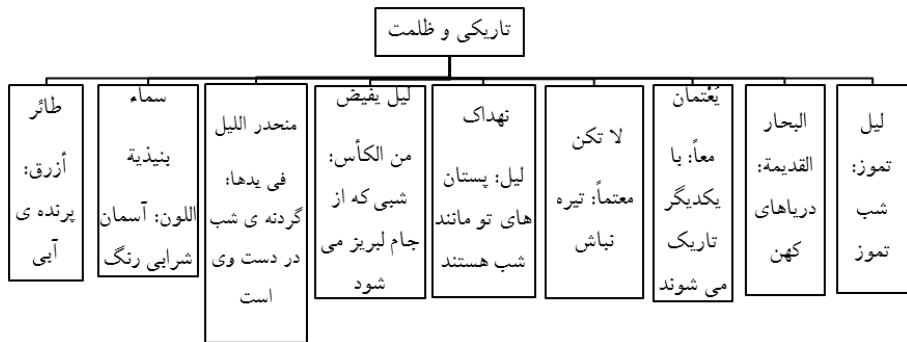 تاریکی و ظلمت
لیل
تموز:
شب
تموز
البحار
القدیمة:
دریاهای
کهن
یُعْتمان
معاً: با
یکدیگر
تاریک
می شوند
لا تکن
معتماً: تیره
نباش
نهداک
لیل: پستان
های تو مانند
شب هستند
لیل یفیض
من الکأس:
شبی که از
جام لبریز می
شود
منحدر اللیل
فی یدها:
گردنه ی شب
در دست وی
است
سماء
بنیذیة
اللون: آسمان
شرابی رنگ
طائر
أزرق:
پرنده ی
آبی